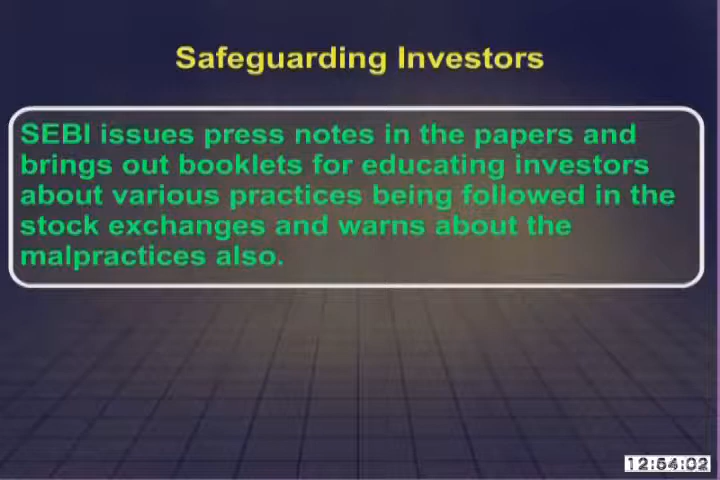 Safeguarding Investors
SEBI issues press notes in the papers and
brings out booklets for educating investors
about various practices being followed in the
stock exchanges and warns about the
malpractices also.
12:54:02